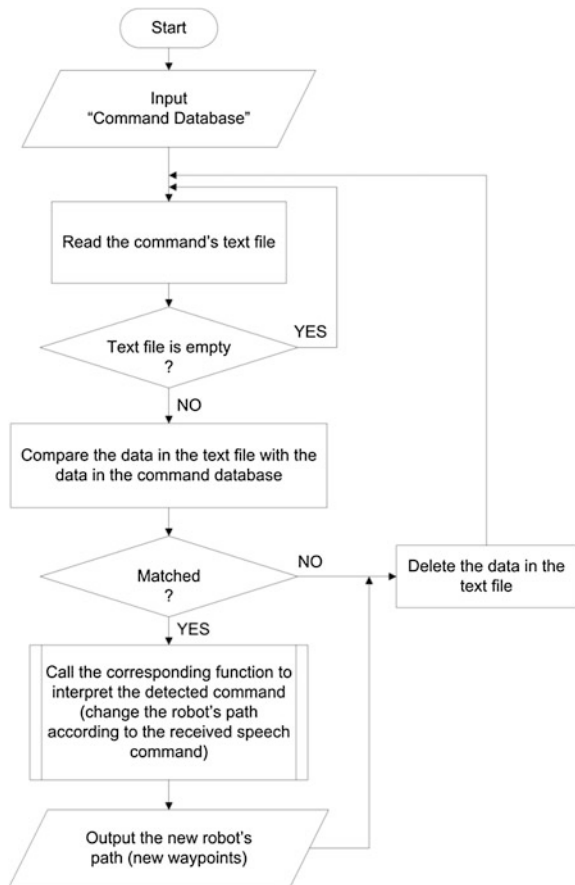 Start
Input
“Command Database”
Read the command’s text file
YES
Text file is empty
?
NO
Compare the data in the text file with the
data in the command database
Matched
?
NO
Delete the data in the
text file
YES
Call the corresponding function to
interpret the detected command
(change the robot’s path
according to the received speech
command)
Output the new robot’s
path (new waypoints)